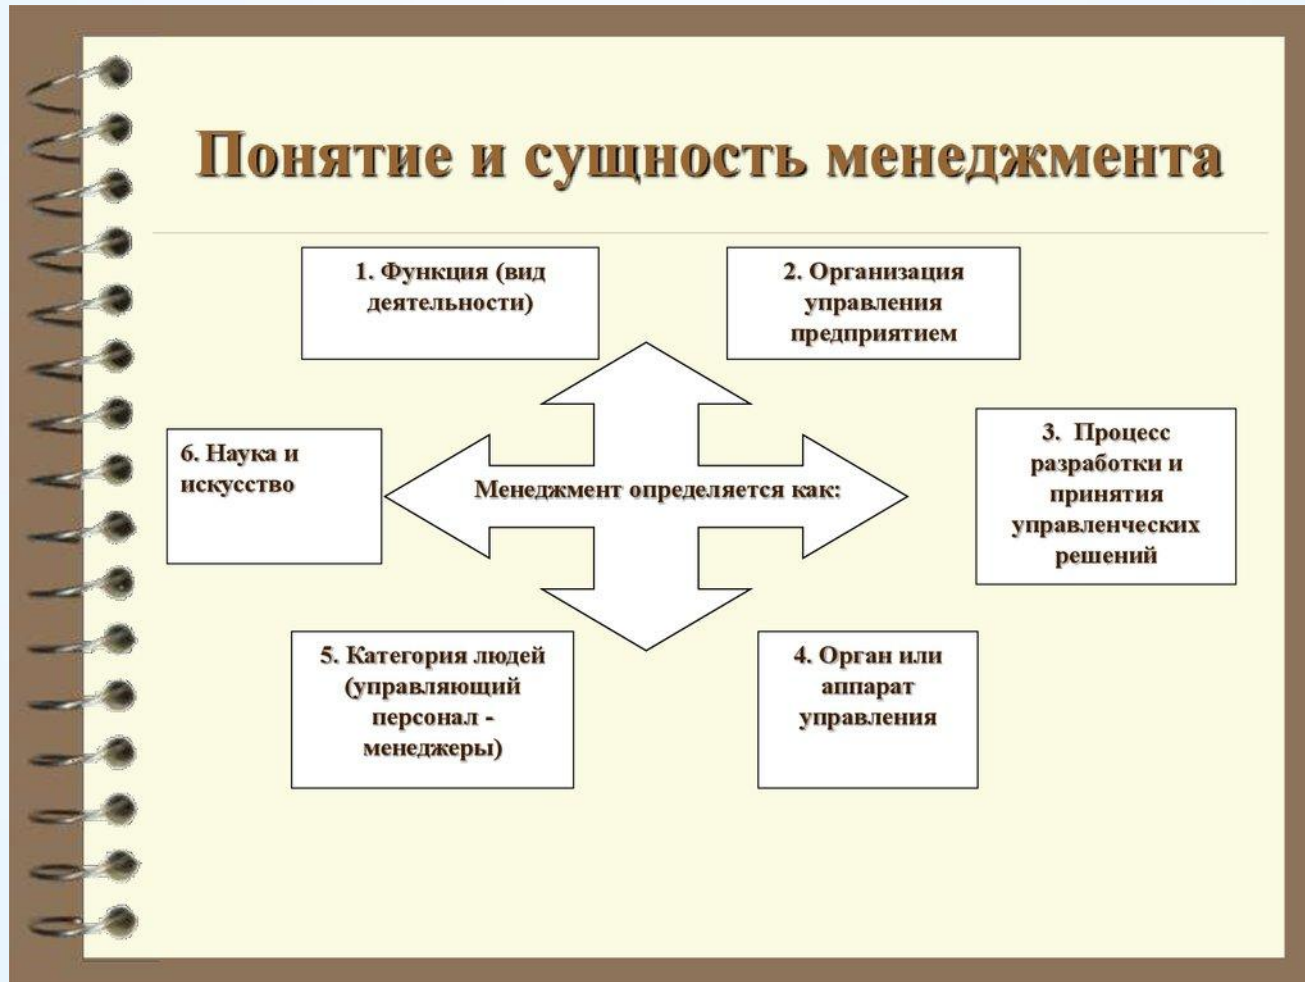 Понятие и сущность менеджмента
1. Функция (вид
деятельности)
2. Организация
управления
предприятием
6. Наука и
искусство
Менеджмент определяется как:
3. Процесс
разработки и
принятия
управленческих
решений
5. Категория людей
(управляющий
персонал -
менеджеры)
4. Орган или
аппарат
управления